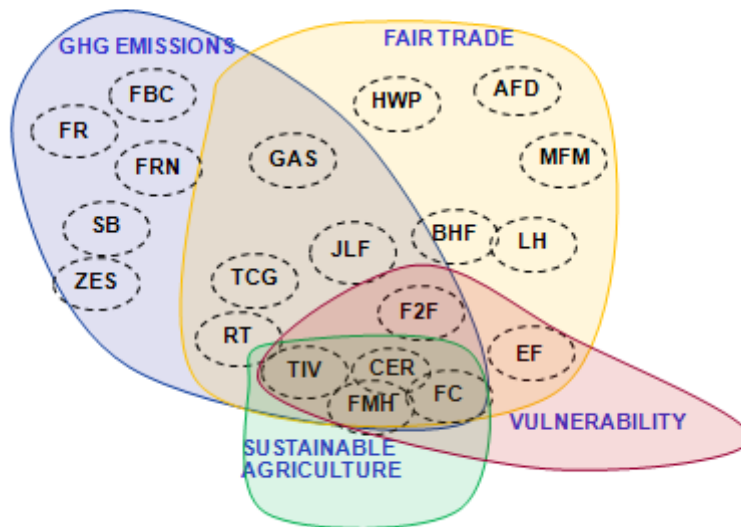 GHG EMISSIONS
FAIR TRADE
FBC
AFD
HWP
FR
GAS
MFM
FRN
SB
BHF
LH
JLF
ZES
TCG
F2F
RT
EF
TIV
CER
FMH
FC
VULNERABILITY
SUSTAINABLE
AGRICULTURE